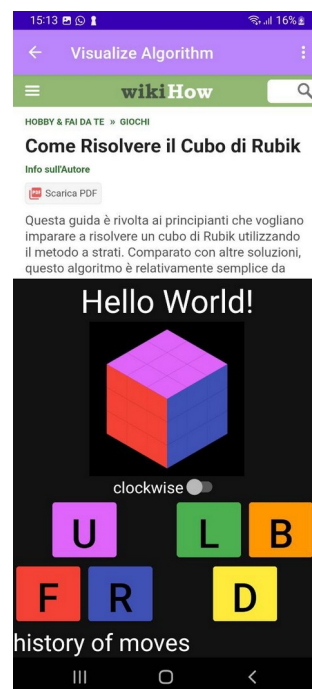 15:13 16%
Visualize Algorithm
wikiHow
HOBBY & FAI DA TE » GIOCHI
Come Risolvere il Cubo di Rubik
Info sull'Autore
PDF Scarica PDF
Questa guida è rivolta ai principianti che vogliano
imparare a risolvere un cubo di Rubik utilizzando
il metodo a strati. Comparato con altre soluzioni,
questo algoritmo è relativamente semplice da
Hello World!
clockwise
U L B
F R D
history of moves